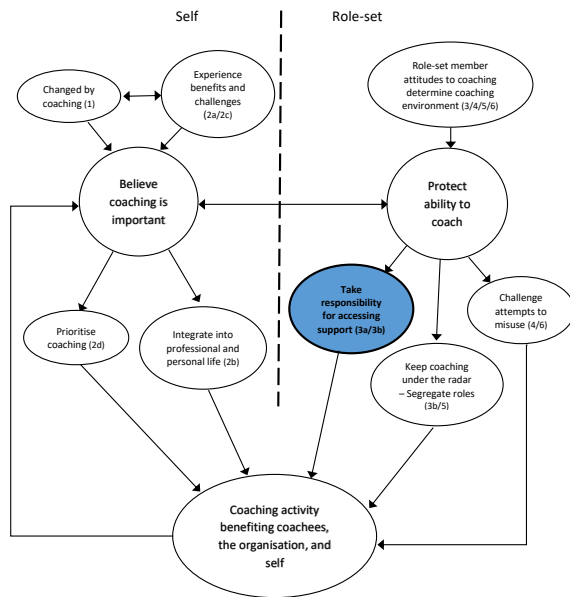 Self
Role-set
Changed by
coaching (1)
Experience
benefits and
challenges
(2a/2c)
Role-set member
attitudes to coaching
determine coaching
environment (3/4/5/6)
Believe
coaching is
important
Protect
ability to
coach
Take
responsibility
for accessing
support (3a/3b)
Challenge
attempts to
misuse (4/6)
Prioritise
coaching (2d)
Integrate into
professional and
personal life (2b)
Keep coaching
under the radar
– Segregate roles
(3b/5)
Coaching activity
benefiting coachees,
the organisation, and
self